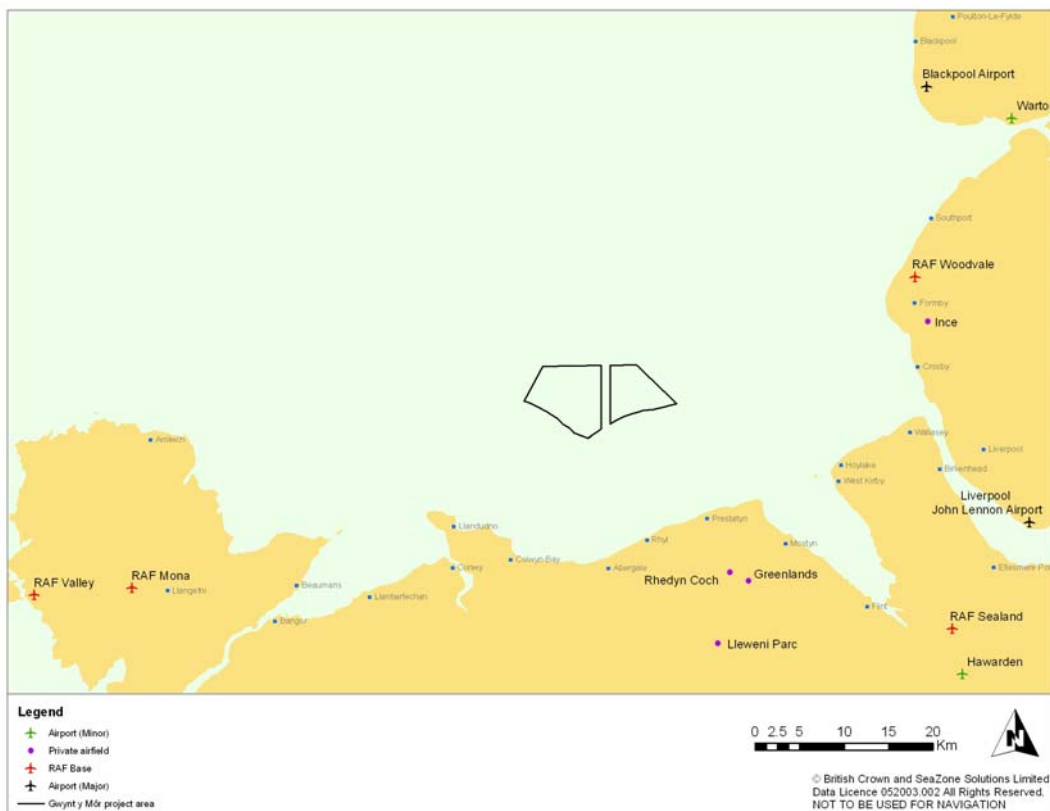 Poulton-Le-Fylde
Blackpool
Blackpool Airport
Warto
Southport
RAF Woodvale
Formby
Ince
Crosby
Amlwch
Wallasey
Liverpool
Hoylake
Birkenhead
West Kirby
Liverpool
John Lennon Airport
Prestatyn
Llandudno
Rhyl
Mostyn
Colwyn Bay
Conwy
Abergele
Ellesmere Po
RAF Valley
RAF Mona
Beaumaris
Llangefni
Llanfairfechan
Rhedyn Coch
Greenlands
Flint
Bangor
RAF Sealand
Lleweni Parc
Hawarden
Legend
Airport (Minor)
Private airfield
RAF Base
Airport (Major)
Gwynt y Môr project area
0 2.5 5 10 15 20
Km
N
© British Crown and SeaZone Solutions Limited
Data Licence 052003.002 All Rights Reserved.
NOT TO BE USED FOR NAVIGATION